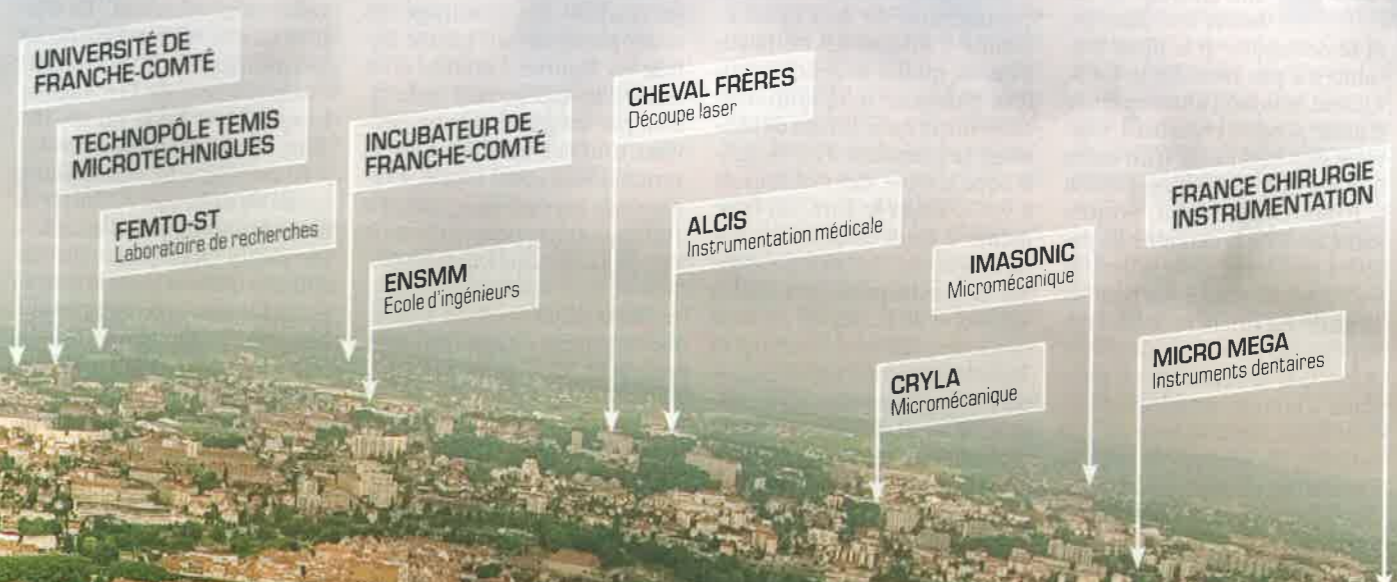 UNIVERSITÉ DE
FRANCHE-COMTÉ
TECHNOPÔLE TEMIS
MICROTECHNIQUES
FEMTO-ST
Laboratoire de recherches
INCUBATEUR DE
FRANCHE-COMTÉ
ENSMM
Ecole d'ingénieurs
CHEVAL FRÈRES
Découpe laser
ALCIS
Instrumentation médicale
IMASONIC
Micromécanique
CRYLA
Micromécanique
FRANCE CHIRURGIE
INSTRUMENTATION
MICRO MEGA
Instruments dentaires